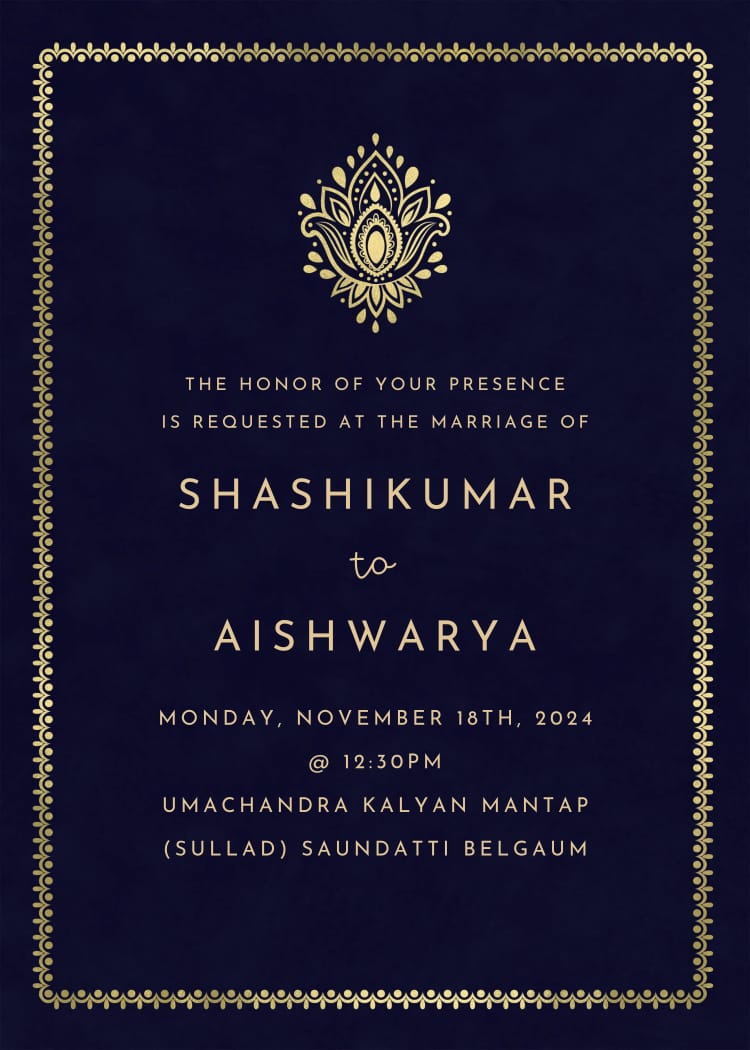 THE HONOR OF YOUR PRESENCE
IS REQUESTED AT THE MARRIAGE OF
SHASHIKUMAR
to
AISHWARYA
MONDAY, NOVEMBER 18TH, 2024
@ 12:30PM
UMACHANDRA KALYAN MANTAP
(SULLAD) SAUNDATTI BELGAUM